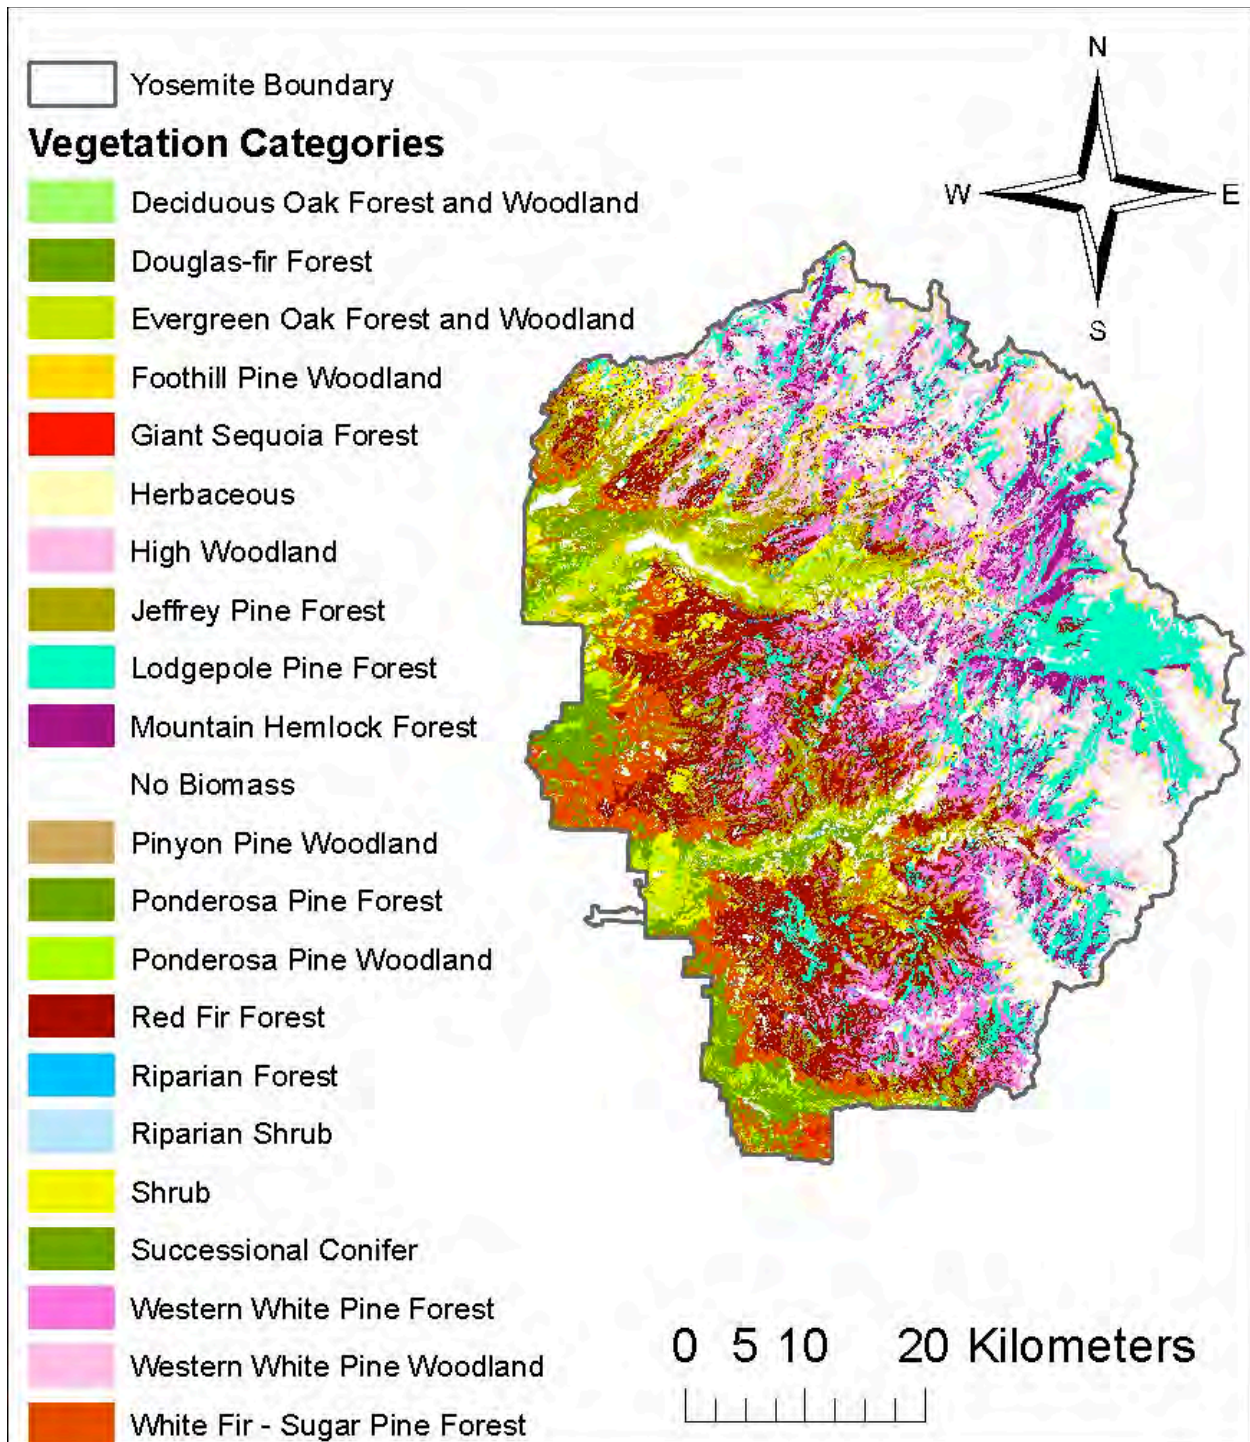 Yosemite Boundary
Vegetation Categories
Deciduous Oak Forest and Woodland
Douglas-fir Forest
Evergreen Oak Forest and Woodland
Foothill Pine Woodland
Giant Sequoia Forest
Herbaceous
High Woodland
Jeffrey Pine Forest
Lodgepole Pine Forest
Mountain Hemlock Forest
No Biomass
Pinyon Pine Woodland
Ponderosa Pine Forest
Ponderosa Pine Woodland
Red Fir Forest
Riparian Forest
Riparian Shrub
Shrub
Successional Conifer
Western White Pine Forest
Western White Pine Woodland
White Fir - Sugar Pine Forest
N
W E
S
0 5 10 20 Kilometers